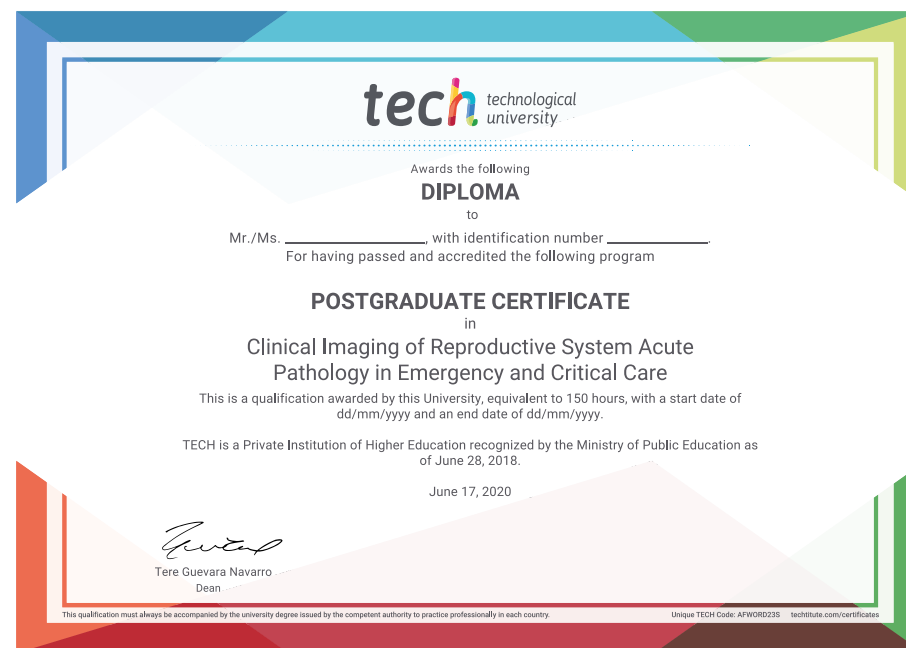 tech technological
university
Awards the following
DIPLOMA
to
Mr./Ms. ____________________, with identification number ______________.
For having passed and accredited the following program
POSTGRADUATE CERTIFICATE
in
Clinical Imaging of Reproductive System Acute
Pathology in Emergency and Critical Care
This is a qualification awarded by this University, equivalent to 150 hours, with a start date of
dd/mm/yyyy and an end date of dd/mm/yyyy.
TECH is a Private Institution of Higher Education recognized by the Ministry of Public Education as
of June 28, 2018.
June 17, 2020
Tere Guevara Navarro
Dean
This qualification must always be accompanied by the university degree issued by the competent authority to practice professionally in each country. Unique TECH Code: AFWORD23S techtitute.com/certificates